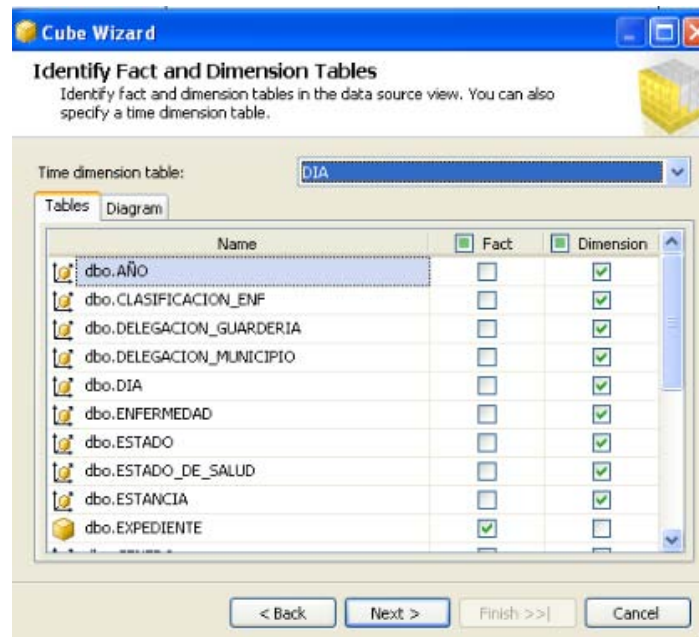 Cube Wizard
Identify Fact and Dimension Tables
Identify fact and dimension tables in the data source view. You can also
specify a time dimension table.
Time dimension table: DIA
Tables Diagram
Name Fact Dimension
dbo.AÑO
dbo.CLASIFICACION_ENF
dbo.DELEGACION_GUARDERIA
dbo.DELEGACION_MUNICIPIO
dbo.DIA
dbo.ENFERMEDAD
dbo.ESTADO
dbo.ESTADO_DE_SALUD
dbo.ESTANCIA
dbo.EXPEDIENTE
< Back Next > Finish >>| Cancel